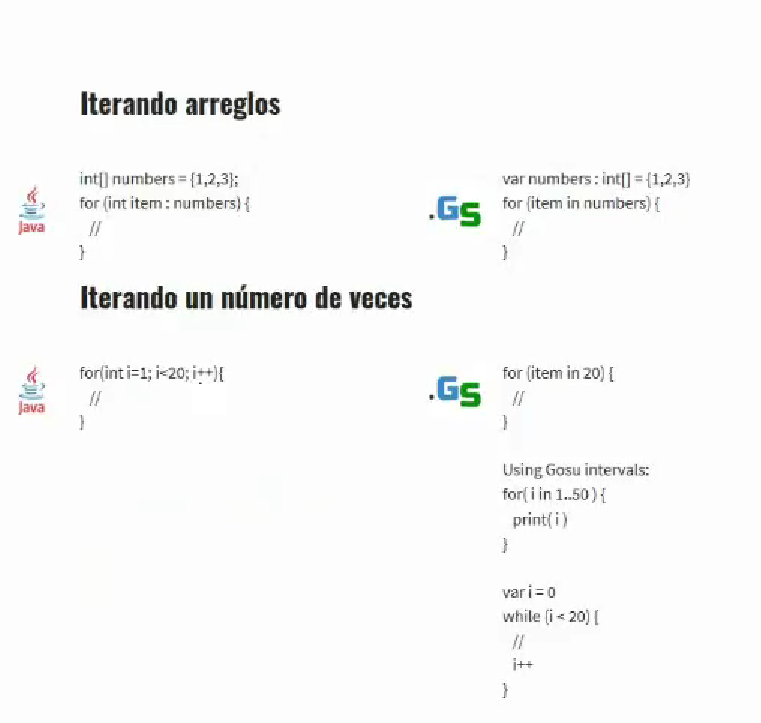 Iterando arreglos
int[] numbers = {1,2,3};
for (int item : numbers) {
//
}
Java
var numbers : int[] = {1,2,3}
for (item in numbers) {
//
}
.GS
Iterando un número de veces
for(int i=1; i<20; i++){
//
}
Java
for (item in 20) {
//
}
.GS
Using Gosu intervals:
for( i in 1..50 ) {
print( i )
}
var i = 0
while (i < 20) {
//
i++
}